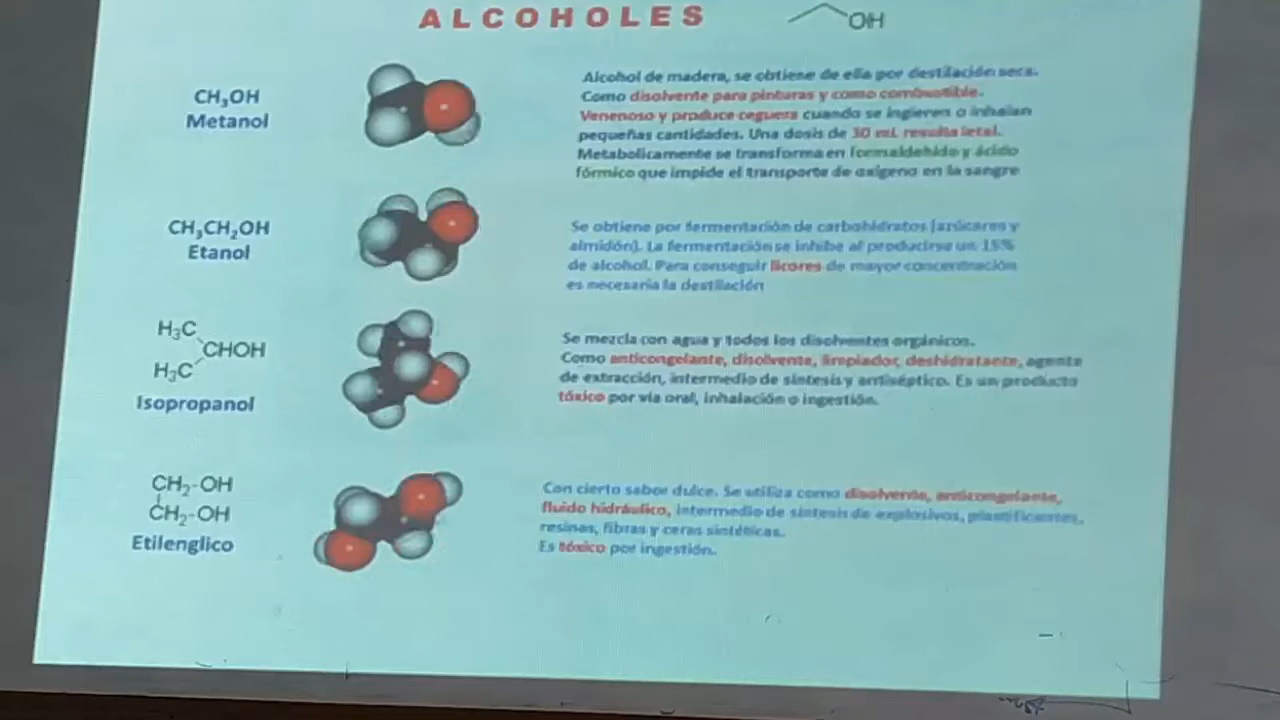 ALCOHOLES
OH
CH₃OH
Metanol
Alcohol de madera, se obtiene de ella por destilación seca.
Como disolvente para pinturas y como combustible.
Venenoso y produce ceguera cuando se ingieren o inhalan
pequeñas cantidades. Una dosis de 30 mL resulta letal.
Metabolicamente se transforma en formaldehido y ácido
fórmico que impide el transporte de oxígeno en la sangre
CH₃CH₂OH
Etanol
Se obtiene por fermentación de carbohidratos (azúcares y
almidón). La fermentación se inhibe al producirse un 15%
de alcohol. Para conseguir licores de mayor concentración
es necesaria la destilación
H₃C
CHOH
H₃C
Isopropanol
Se mezcla con agua y todos los disolventes orgánicos.
Como anticongelante, disolvente, limpiador, deshidratante, agente
de extracción, intermedio de síntesis y antiséptico. Es un producto
tóxico por vía oral, inhalación o ingestión.
CH₂-OH
CH₂-OH
Etilenglico
Con cierto sabor dulce. Se utiliza como disolvente, anticongelante,
fluido hidráulico, intermedio de síntesis de explosivos, plastificantes,
resinas, fibras y ceras sintéticas.
Es tóxico por ingestión.